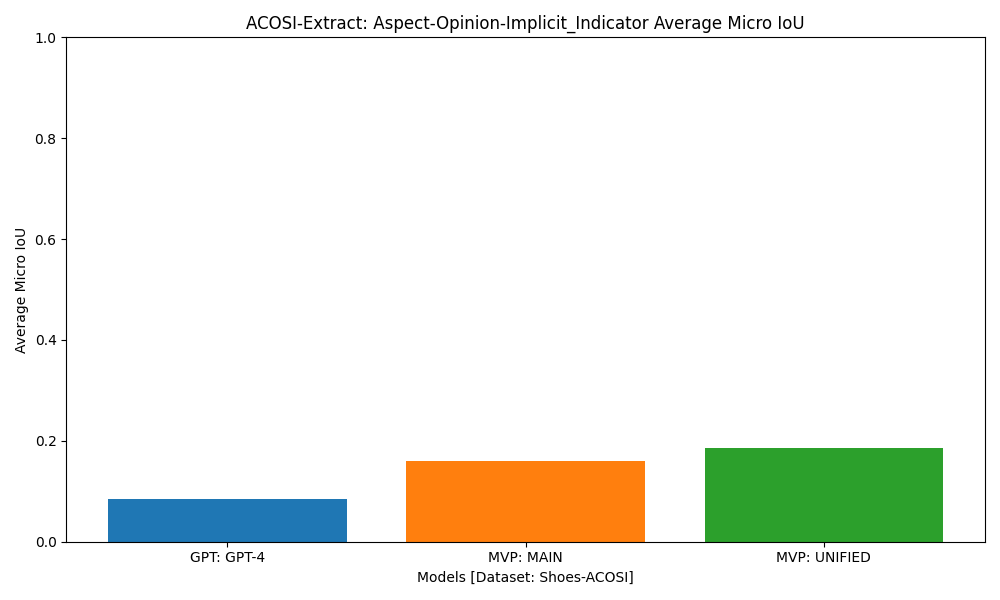 ACOSI-Extract: Aspect-Opinion-Implicit_Indicator Average Micro IoU
1.0
0.8
0.6
0.4
0.2
0.0
Average Micro IoU
GPT: GPT-4
MVP: MAIN
MVP: UNIFIED
Models [Dataset: Shoes-ACOSI]